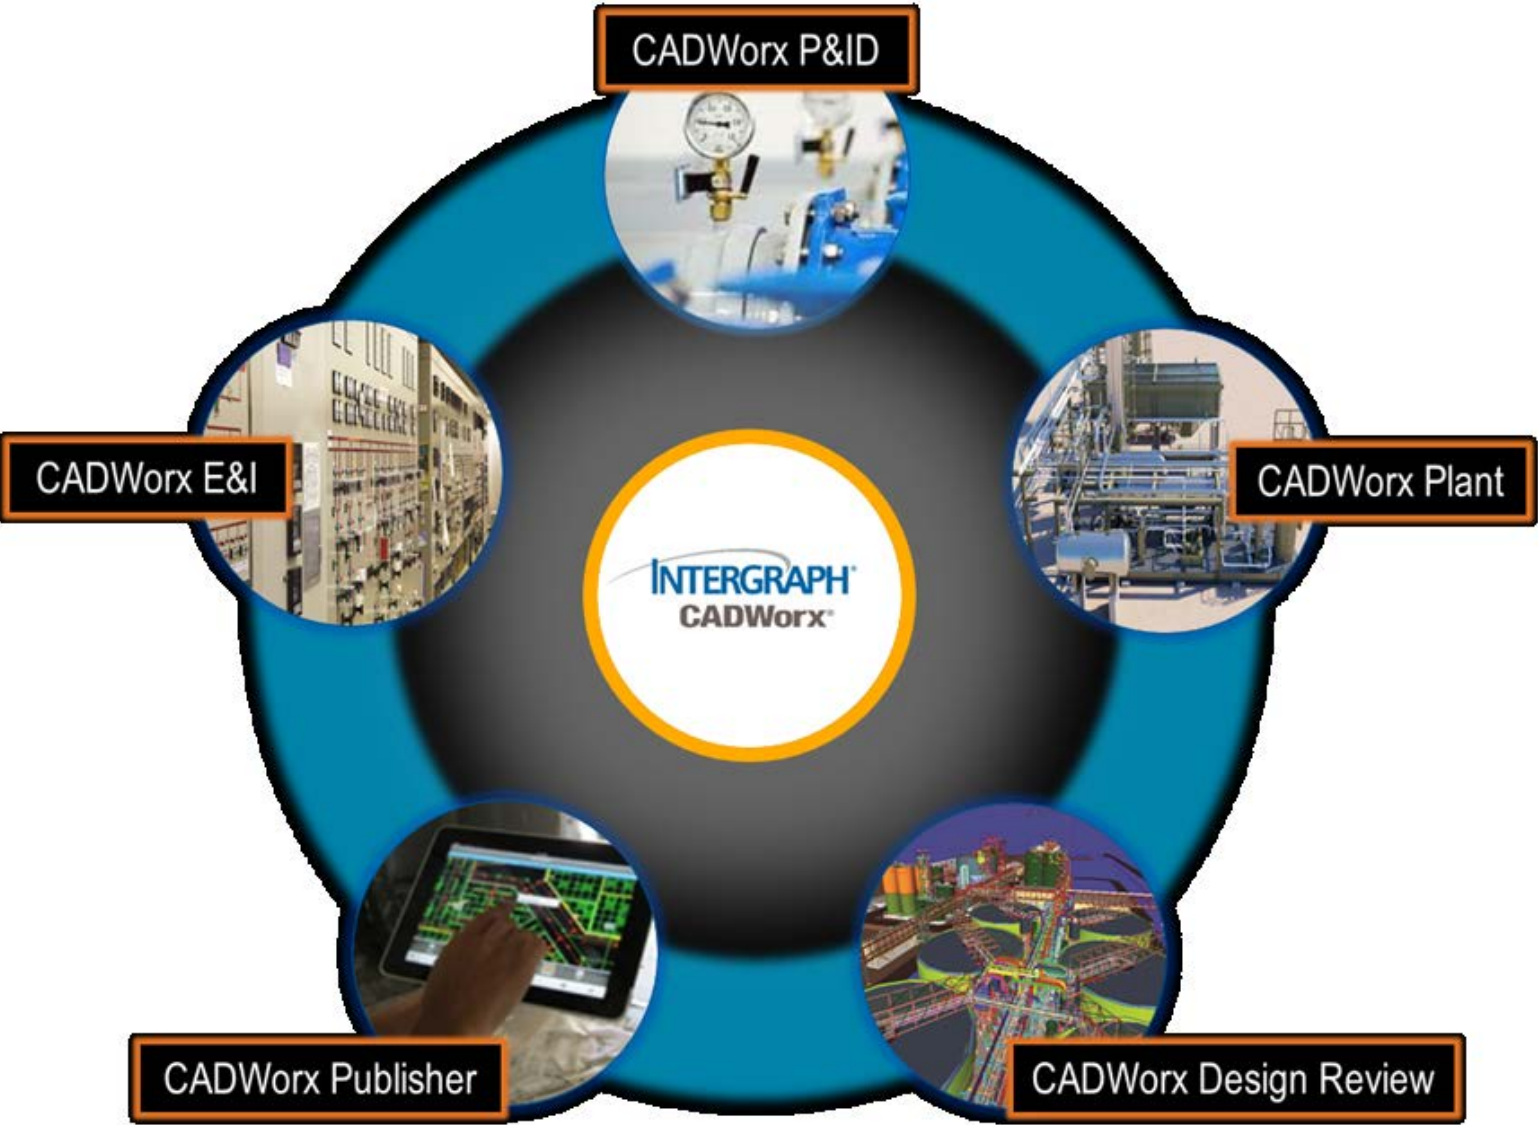 CADWorx P&ID
CADWorx E&I
CADWorx Plant
INTERGRAPH®
CADWorx®
CADWorx Publisher
CADWorx Design Review